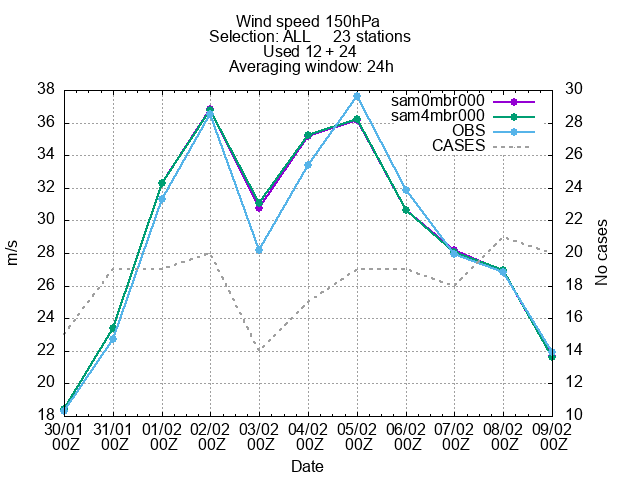 Wind speed 150hPa
Selection: ALL 23 stations
Used 12 + 24
Averaging window: 24h
38 30
36 28
34 26
32 24
30 22
28 20
26 18
24 16
22 14
20 12
18 10
sam0mbr000
sam4mbr000
OBS
CASES
m/s
No cases
30/01 31/01 01/02 02/02 03/02 04/02 05/02 06/02 07/02 08/02 09/02
00Z 00Z 00Z 00Z 00Z 00Z 00Z 00Z 00Z 00Z 00Z
Date